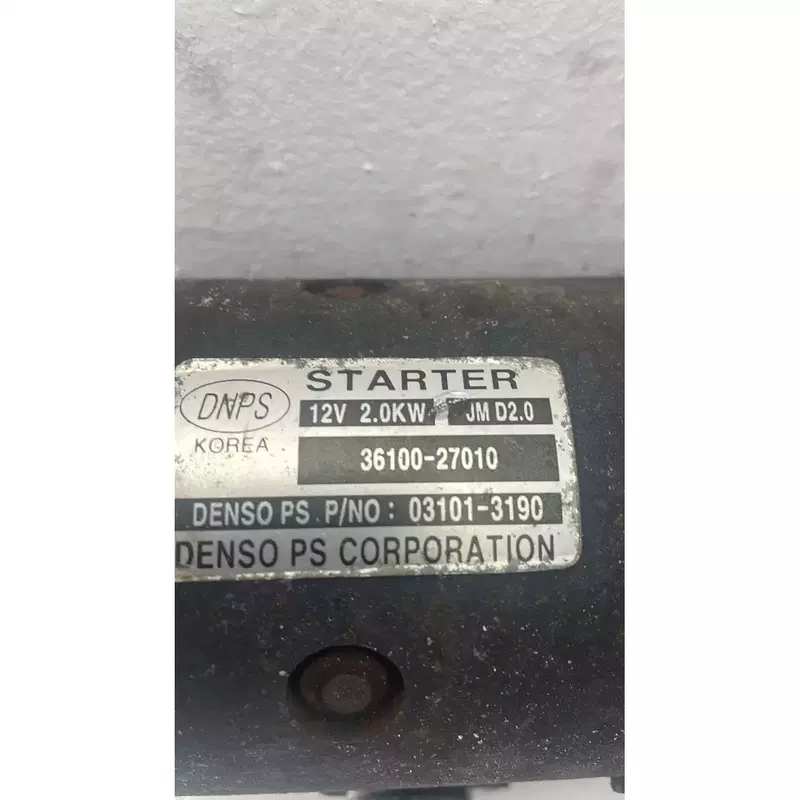 STARTER
DNPS
12V 2.0KW JM D2.0
KOREA
36100-27010
DENSO PS P/NO: 03101-3190
DENSO PS CORPORATION